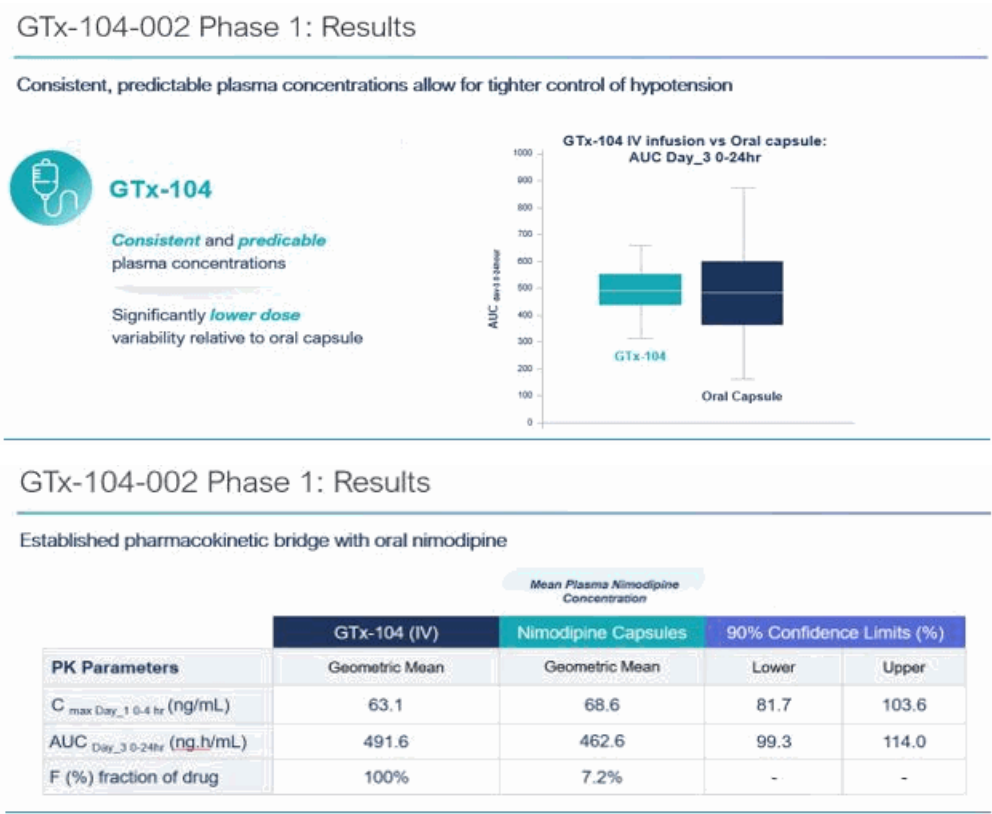 GTx-104-002 Phase 1: Results
Consistent, predictable plasma concentrations allow for tighter control of hypotension
GTx-104
Consistent and predicable
plasma concentrations
Significantly lower dose
variability relative to oral capsule
GTx-104 IV infusion vs Oral capsule:
AUC Day_3 0-24hr
1000
900
800
700
600
500
400
300
200
100
0
AUC day-3 0-24hour
GTx-104
Oral Capsule
GTx-104-002 Phase 1: Results
Established pharmacokinetic bridge with oral nimodipine
Mean Plasma Nimodipine
Concentration
GTx-104 (IV) Nimodipine Capsules 90% Confidence Limits (%)
PK Parameters Geometric Mean Geometric Mean Lower Upper
C max Day_1 0-4 hr (ng/mL) 63.1 68.6 81.7 103.6
AUC Day_3 0-24hr (ng.h/mL) 491.6 462.6 99.3 114.0
F (%) fraction of drug 100% 7.2% - -